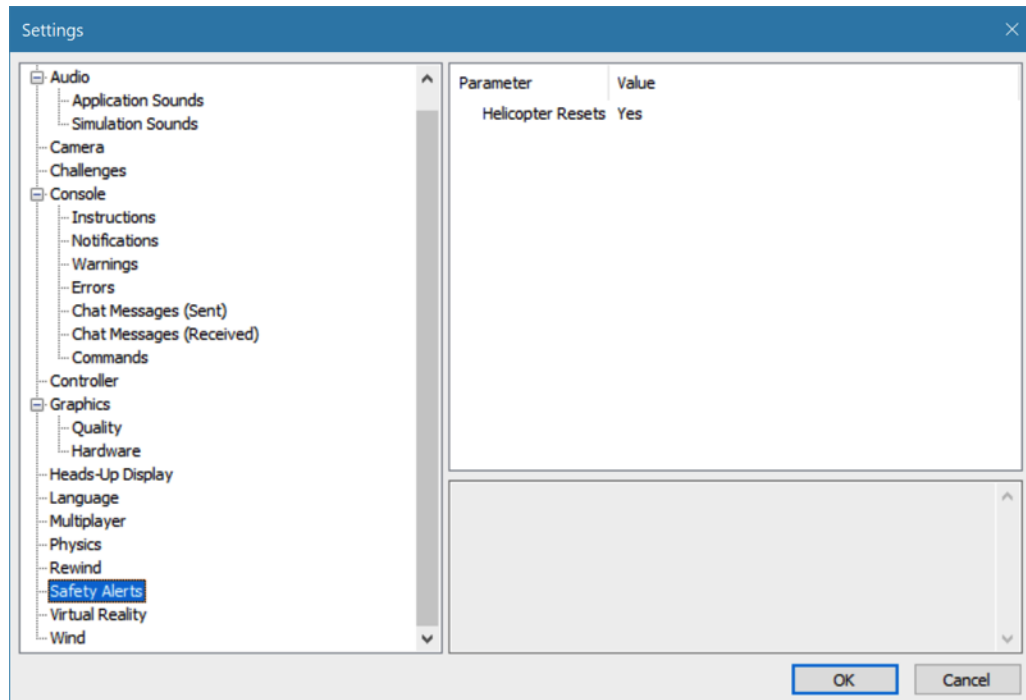 Settings
Audio
Application Sounds
Simulation Sounds
Camera
Challenges
Console
Instructions
Notifications
Warnings
Errors
Chat Messages (Sent)
Chat Messages (Received)
Commands
Controller
Graphics
Quality
Hardware
Heads-Up Display
Language
Multiplayer
Physics
Rewind
Safety Alerts
Virtual Reality
Wind
Parameter Value
Helicopter Resets Yes
OK Cancel